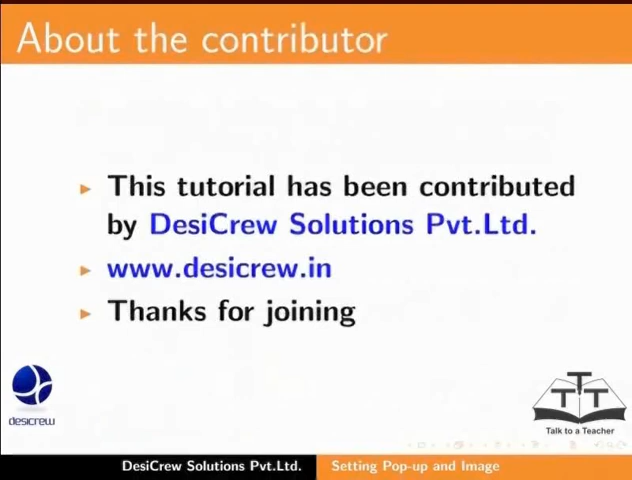 About the contributor
This tutorial has been contributed
by DesiCrew Solutions Pvt.Ltd.
www.desicrew.in
Thanks for joining
desicrew
TTT
Talk to a Teacher
DesiCrew Solutions Pvt.Ltd. Setting Pop-up and Image